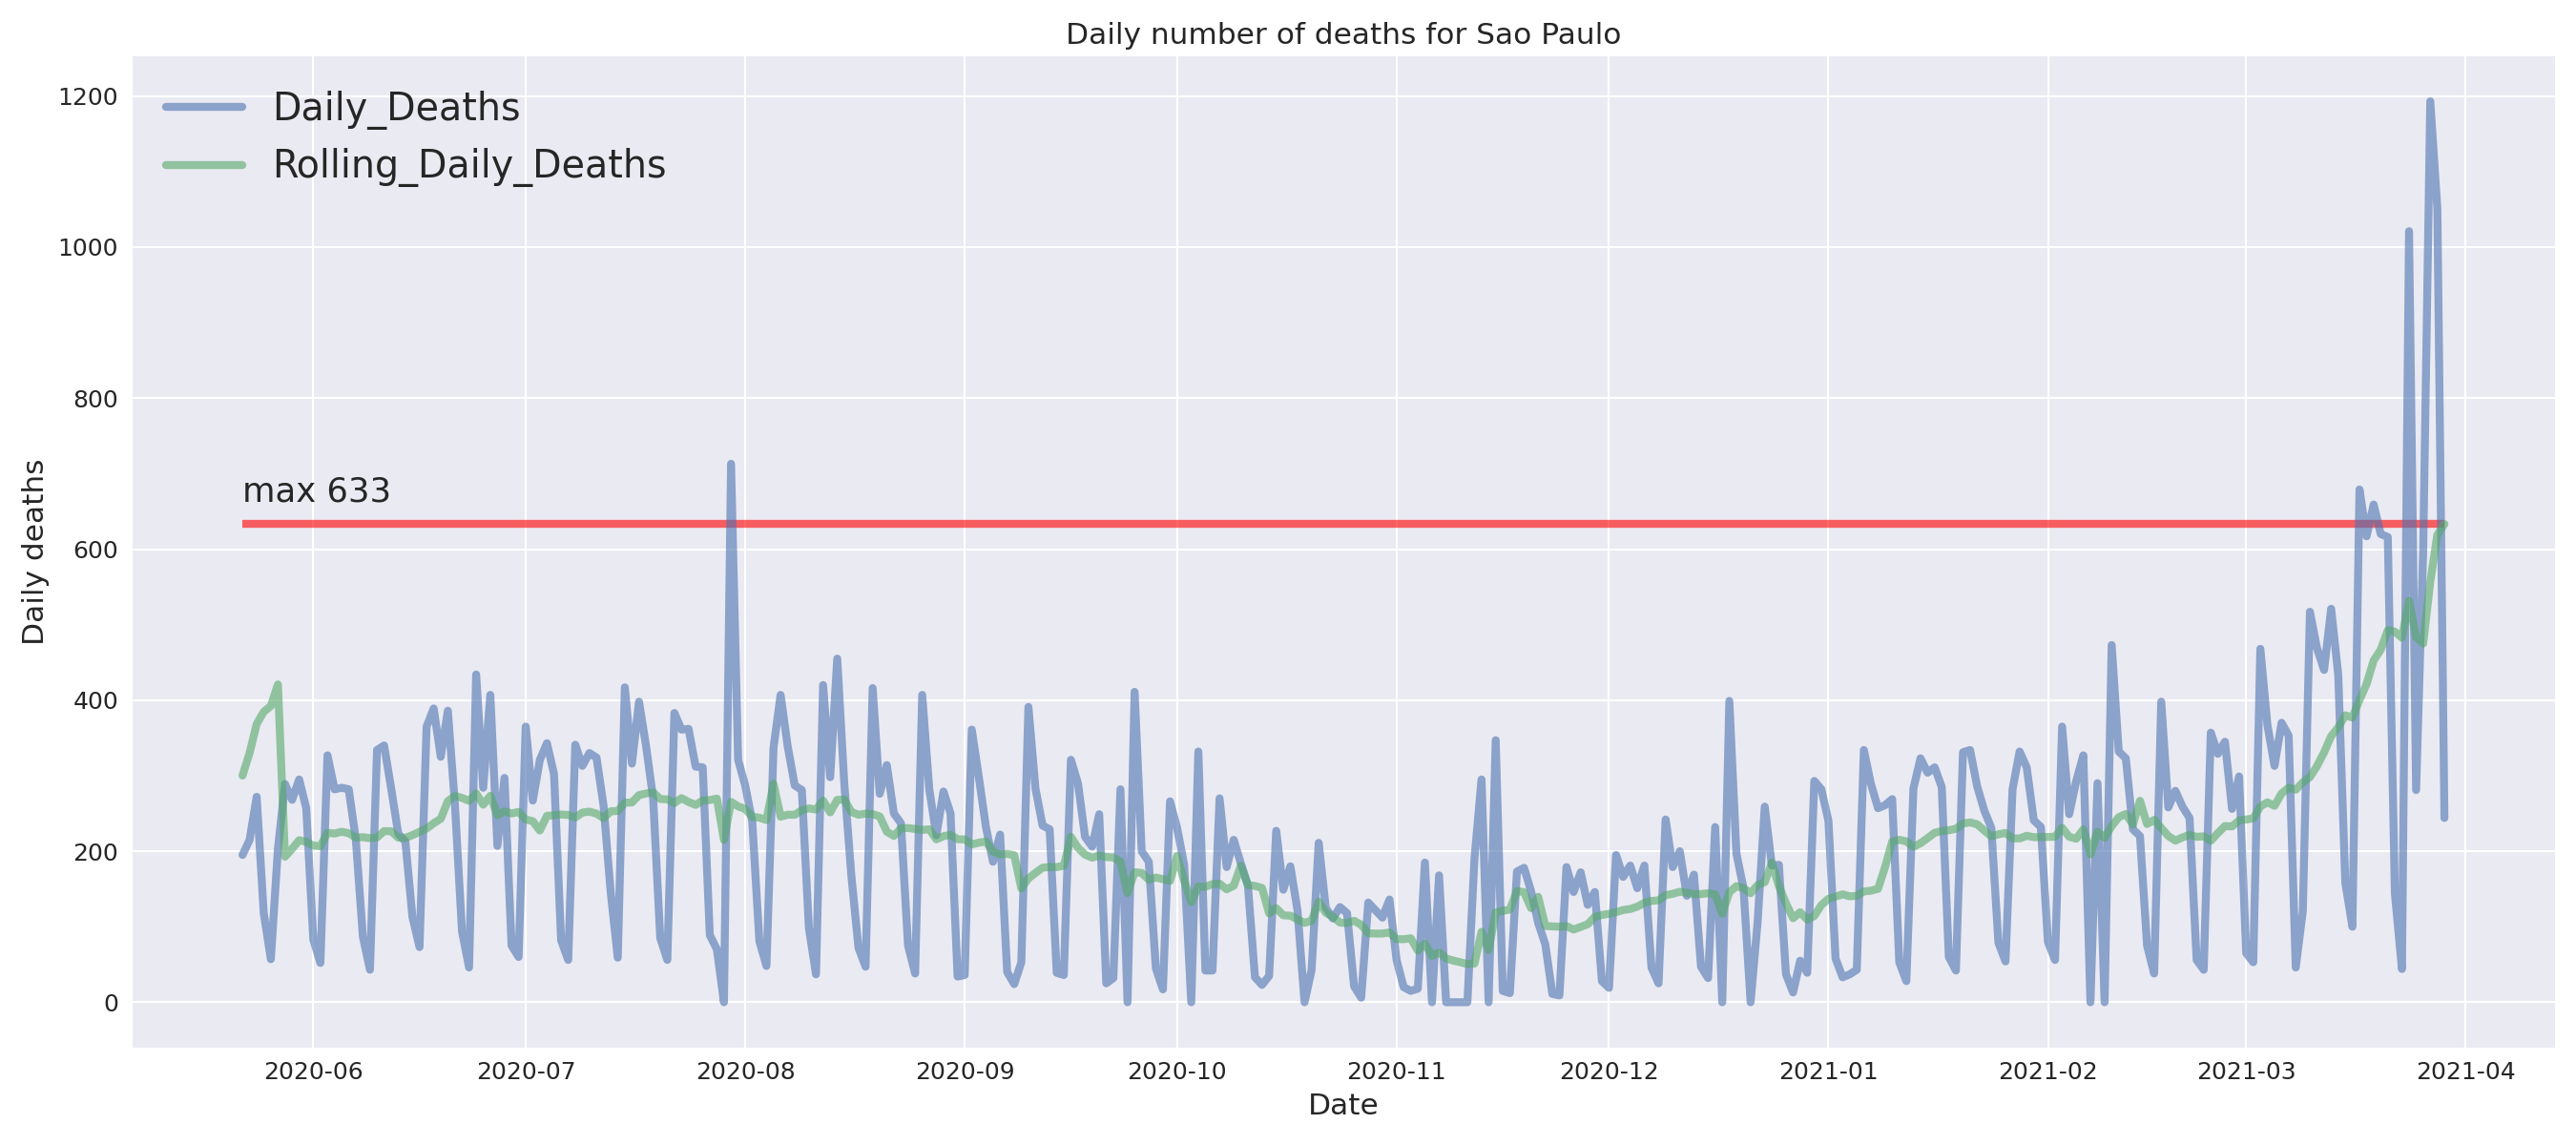 Daily number of deaths for Sao Paulo
Daily_Deaths
Rolling_Daily_Deaths
max 633
Daily deaths
1200
1000
800
600
400
200
0
2020-06 2020-07 2020-08 2020-09 2020-10 2020-11 2020-12 2021-01 2021-02 2021-03 2021-04
Date